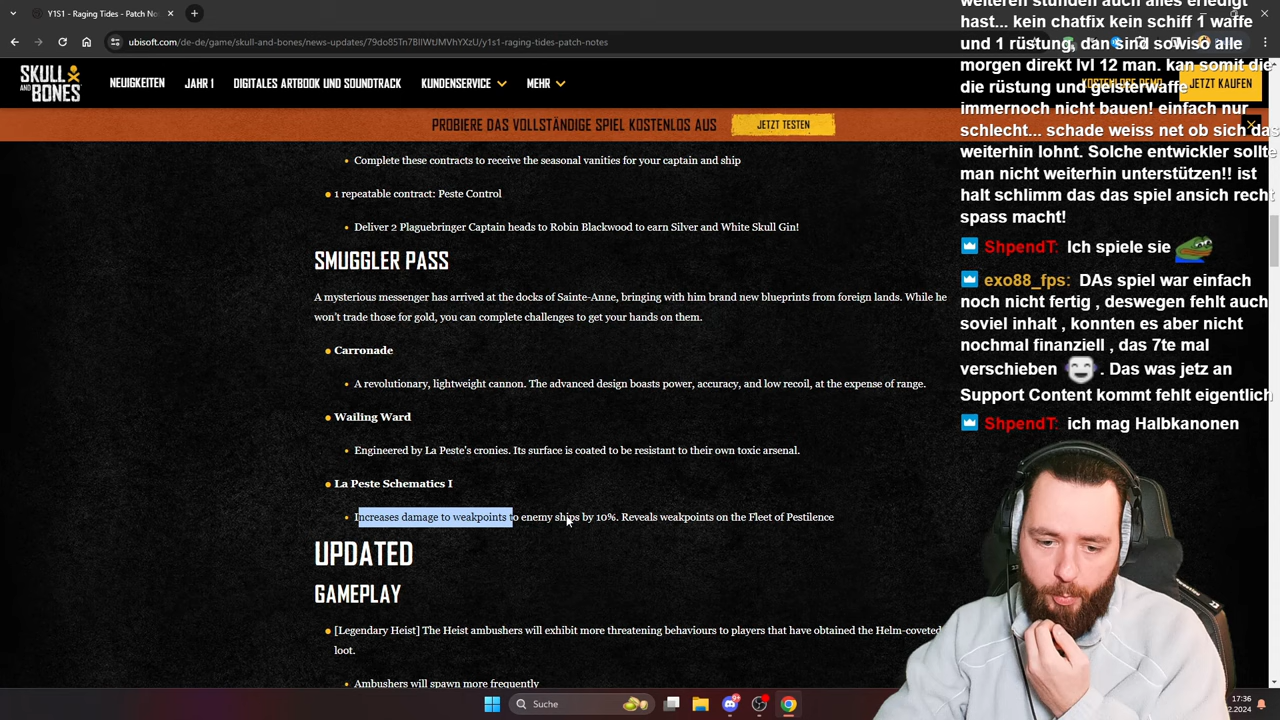 Y1S1 - Raging Tides - Patch No
ubisoft.com/de-de/game/skull-and-bones/news-updates/79do85Tn7BIlWtJMVhYXzU/y1s1-raging-tides-patch-notes
SKULL AND BONES
NEUIGKEITEN
JAHR 1
DIGITALES ARTBOOK UND SOUNDTRACK
KUNDENSERVICE
MEHR
KOSTENLOSE DEMO
JETZT KAUFEN
PROBIERE DAS VOLLSTÄNDIGE SPIEL KOSTENLOS AUS
JETZT TESTEN
Complete these contracts to receive the seasonal vanities for your captain and ship
1 repeatable contract: Peste Control
Deliver 2 Plaguebringer Captain heads to Robin Blackwood to earn Silver and White Skull Gin!
SMUGGLER PASS
A mysterious messenger has arrived at the docks of Sainte-Anne, bringing with him brand new blueprints from foreign lands. While he
won't trade those for gold, you can complete challenges to get your hands on them.
Carronade
A revolutionary, lightweight cannon. The advanced design boasts power, accuracy, and low recoil, at the expense of range.
Wailing Ward
Engineered by La Peste's cronies. Its surface is coated to be resistant to their own toxic arsenal.
La Peste Schematics I
Increases damage to weakpoints to enemy ships by 10%. Reveals weakpoints on the Fleet of Pestilence
UPDATED
GAMEPLAY
[Legendary Heist] The Heist ambushers will exhibit more threatening behaviours to players that have obtained the Helm-coveted
loot.
Ambushers will spawn more frequently
weiteren stunden auch alles erledigt
hast... kein chatfix kein schiff 1 waffe
und 1 rüstung, dan sind sowiso alle
morgen direkt lvl 12 man. kan somit die
die rüstung und geisterwaffe
immernoch nicht bauen! einfach nur
schlecht... schade weiss net ob sich das
weiterhin lohnt. Solche entwickler sollte
man nicht weiterhin unterstützen!! ist
halt schlimm das das spiel ansich recht
spass macht!
ShpendT: Ich spiele sie
exo88_fps: DAs spiel war einfach
noch nicht fertig , deswegen fehlt auch
soviel inhalt , konnten es aber nicht
nochmal finanziell , das 7te mal
verschieben . Das was jetz an
Support Content kommt fehlt eigentlich
ShpendT: ich mag Halbkanonen
Suche
17:36